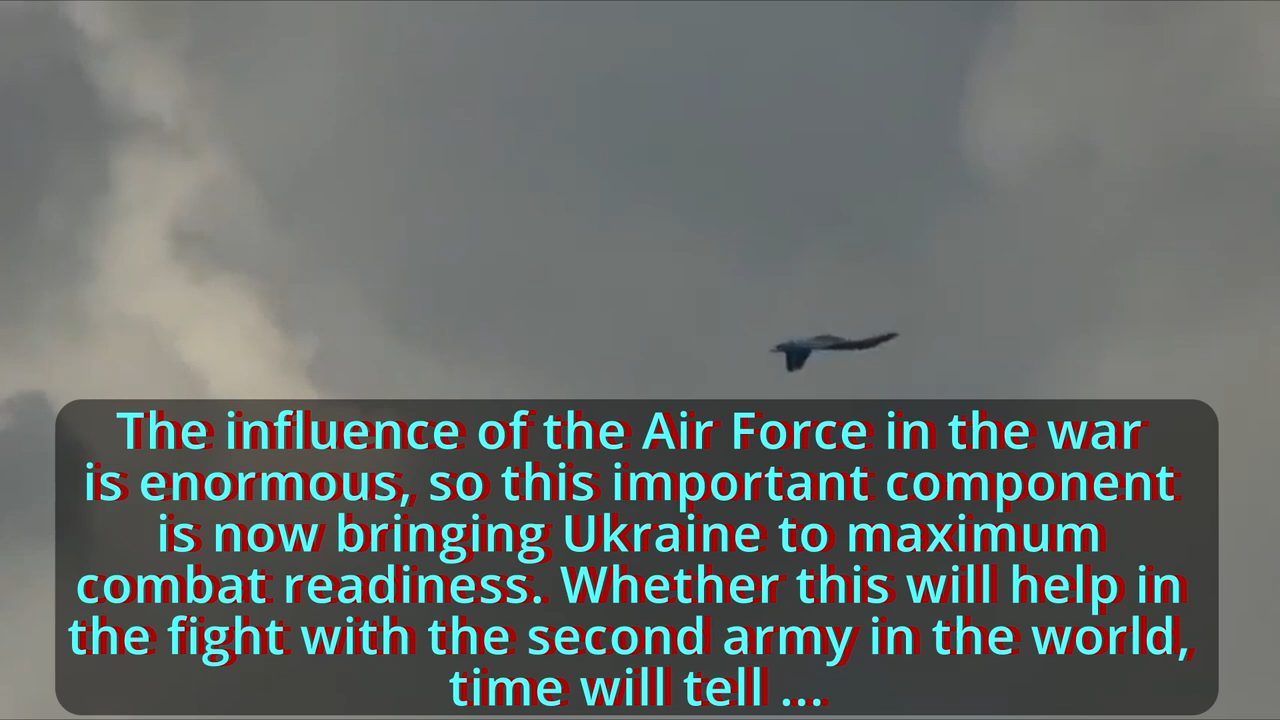 The influence of the Air Force in the war
is enormous, so this important component
is now bringing Ukraine to maximum
combat readiness. Whether this will help in
the fight with the second army in the world,
time will tell ...